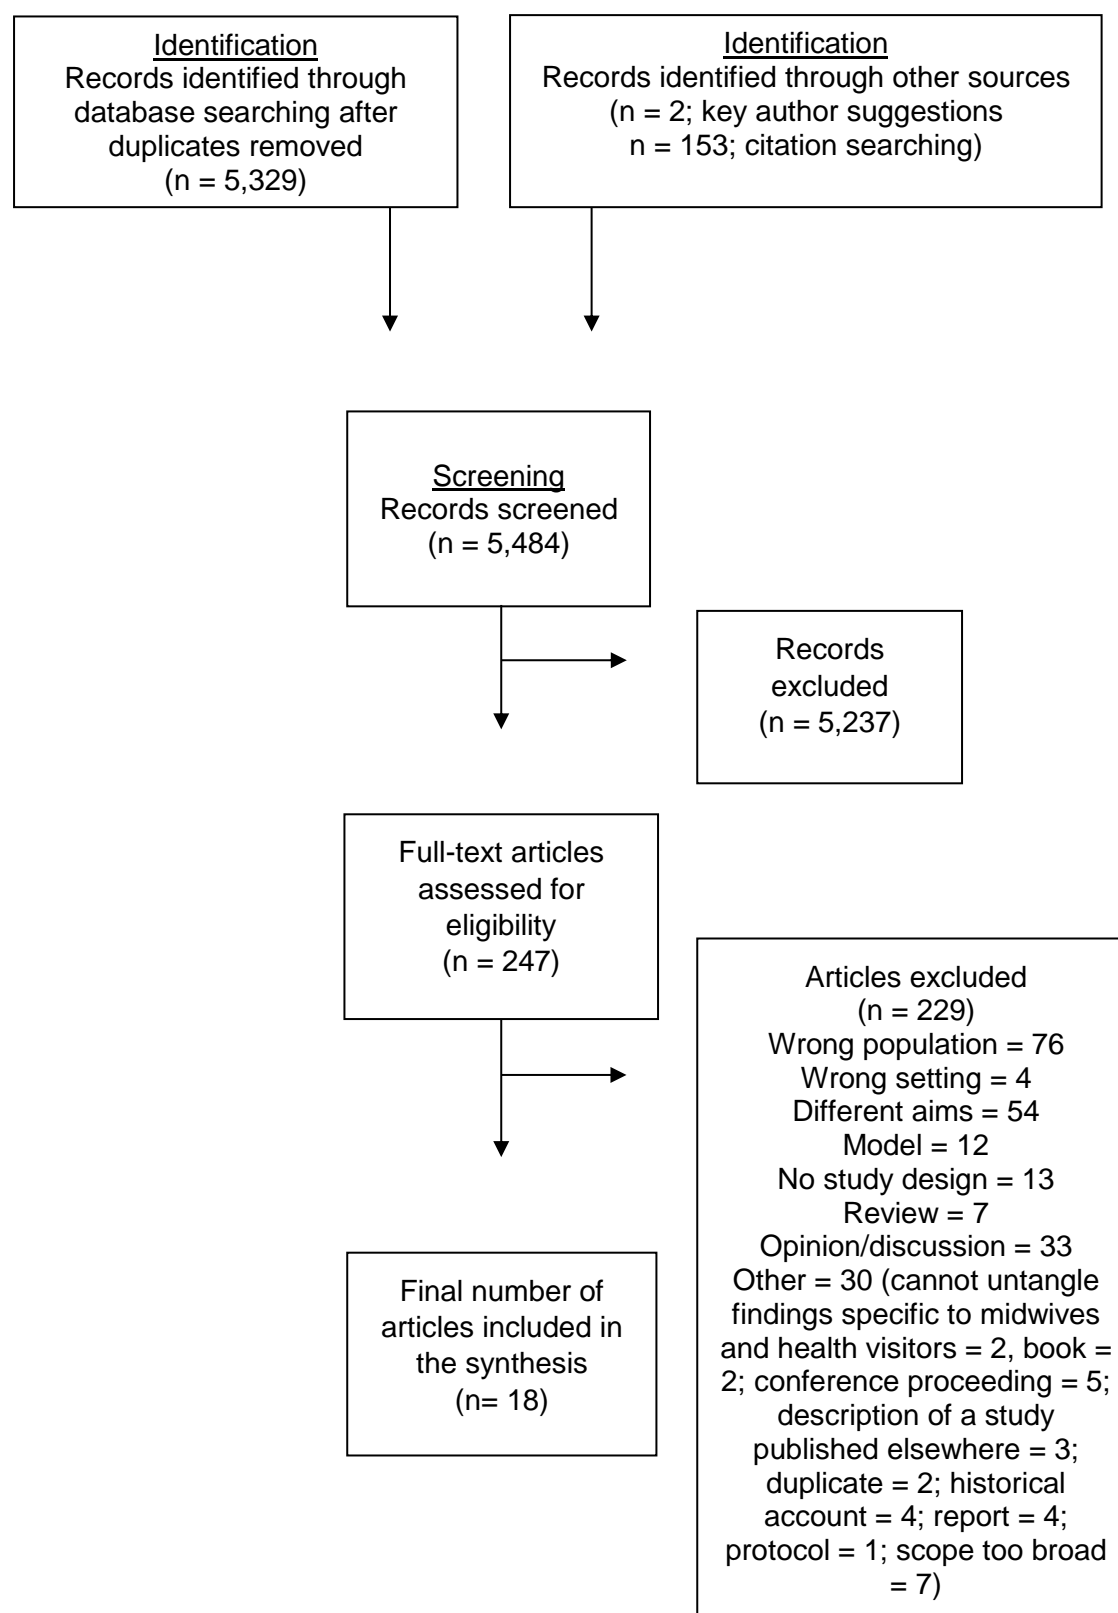 Identification
Records identified through
database searching after
duplicates removed
(n = 5,329)
Identification
Records identified through other sources
(n = 2; key author suggestions
n = 153; citation searching)
Screening
Records screened
(n = 5,484)
Records
excluded
(n = 5,237)
Full-text articles
assessed for
eligibility
(n = 247)
Articles excluded
(n = 229)
Wrong population = 76
Wrong setting = 4
Different aims = 54
Model = 12
No study design = 13
Review = 7
Opinion/discussion = 33
Other = 30 (cannot untangle
findings specific to midwives
and health visitors = 2, book =
2; conference proceeding = 5;
description of a study
published elsewhere = 3;
duplicate = 2; historical
account = 4; report = 4;
protocol = 1; scope too broad
= 7)
Final number of
articles included in
the synthesis
(n= 18)